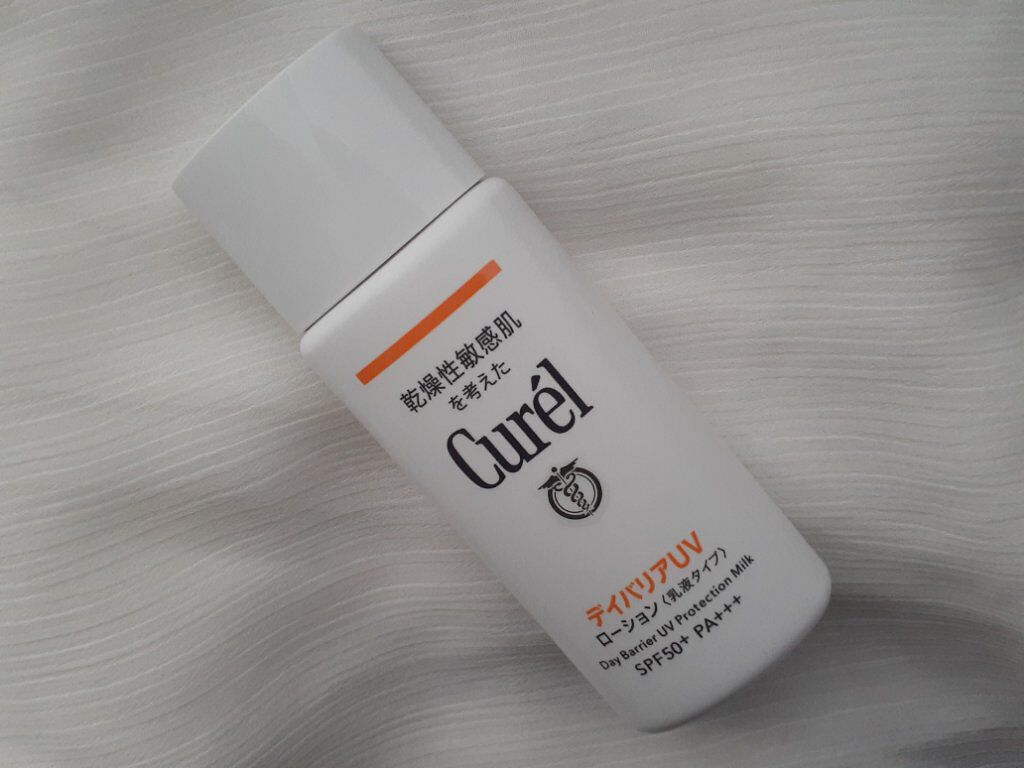 乾燥性敏感肌
を考えた
Curél
デイバリアUV
ローション〈乳液タイプ〉
Day Barrier UV Protection Milk
SPF50+ PA+++